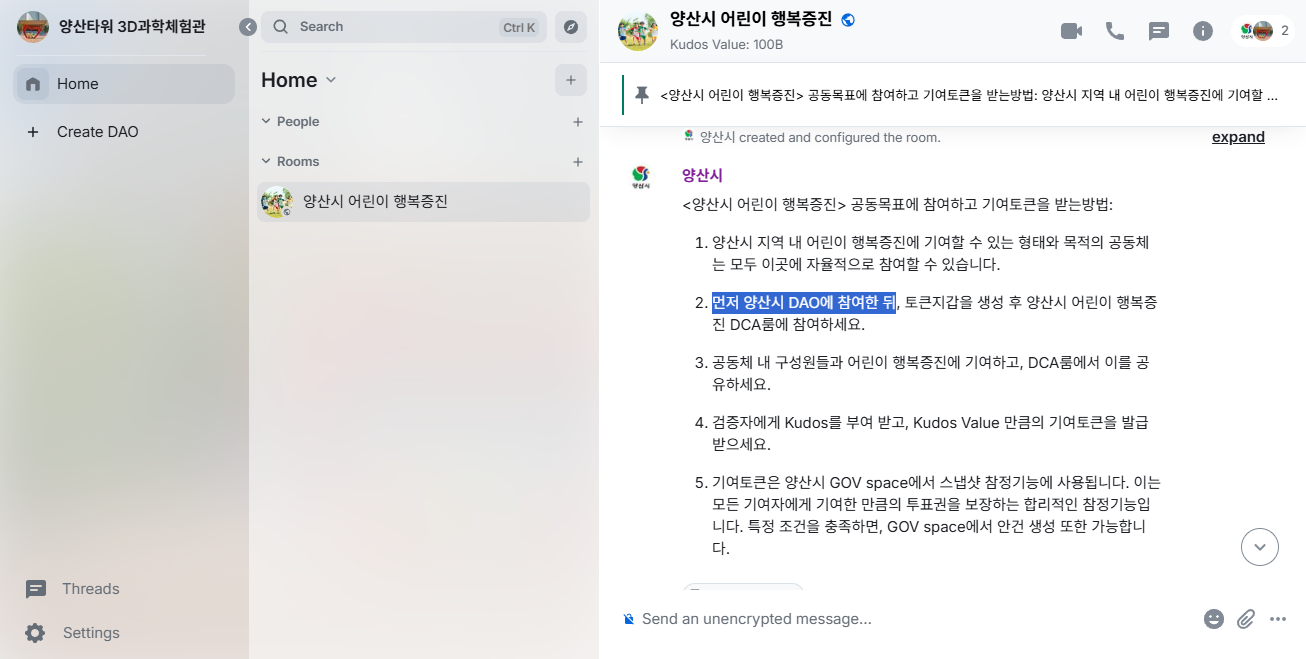 양산타워 3D과학체험관
Home
Create DAO
Threads
Settings
Search
Ctrl K
Home
People
Rooms
양산시 어린이 행복증진
양산시 어린이 행복증진
Kudos Value: 100B
2
<양산시 어린이 행복증진> 공동목표에 참여하고 기여토큰을 받는방법: 양산시 지역 내 어린이 행복증진에 기여할 ...
양산시 created and configured the room.
expand
양산시
양산시
<양산시 어린이 행복증진> 공동목표에 참여하고 기여토큰을 받는방법:
1. 양산시 지역 내 어린이 행복증진에 기여할 수 있는 형태와 목적의 공동체
는 모두 이곳에 자율적으로 참여할 수 있습니다.
2. 먼저 양산시 DAO에 참여한 뒤, 토큰지갑을 생성 후 양산시 어린이 행복증
진 DCA룸에 참여하세요.
3. 공동체 내 구성원들과 어린이 행복증진에 기여하고, DCA룸에서 이를 공
유하세요.
4. 검증자에게 Kudos를 부여 받고, Kudos Value 만큼의 기여토큰을 발급
받으세요.
5. 기여토큰은 양산시 GOV space에서 스냅샷 참정기능에 사용됩니다. 이는
모든 기여자에게 기여한 만큼의 투표권을 보장하는 합리적인 참정기능입
니다. 특정 조건을 충족하면, GOV space에서 안건 생성 또한 가능합니
다.
Send an unencrypted message...